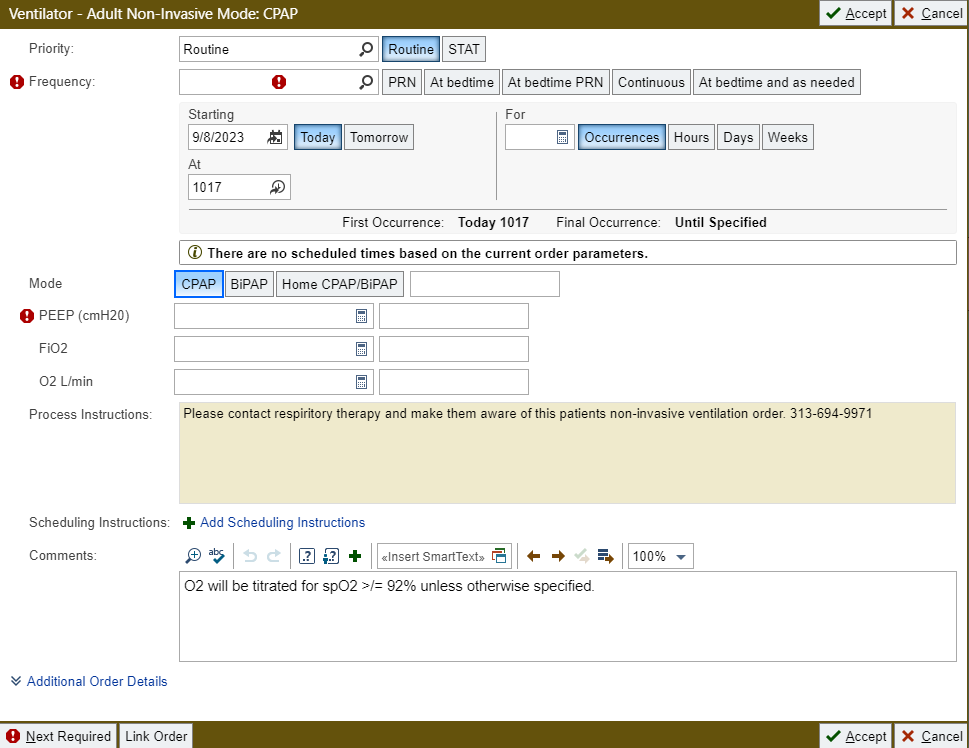 Ventilator - Adult Non-Invasive Mode: CPAP
Accept
Cancel
Priority:
Routine
Routine
STAT
Frequency:
PRN
At bedtime
At bedtime PRN
Continuous
At bedtime and as needed
Starting
For
9/8/2023
Today
Tomorrow
Occurrences
Hours
Days
Weeks
At
1017
First Occurrence: Today 1017 Final Occurrence: Until Specified
There are no scheduled times based on the current order parameters.
Mode
CPAP
BiPAP
Home CPAP/BiPAP
PEEP (cmH20)
FiO2
O2 L/min
Process Instructions:
Please contact respiritory therapy and make them aware of this patients non-invasive ventilation order. 313-694-9971
Scheduling Instructions:
Add Scheduling Instructions
Comments:
abc
«Insert SmartText»
100%
O2 will be titrated for spO2 >/= 92% unless otherwise specified.
Additional Order Details
Next Required
Link Order
Accept
Cancel